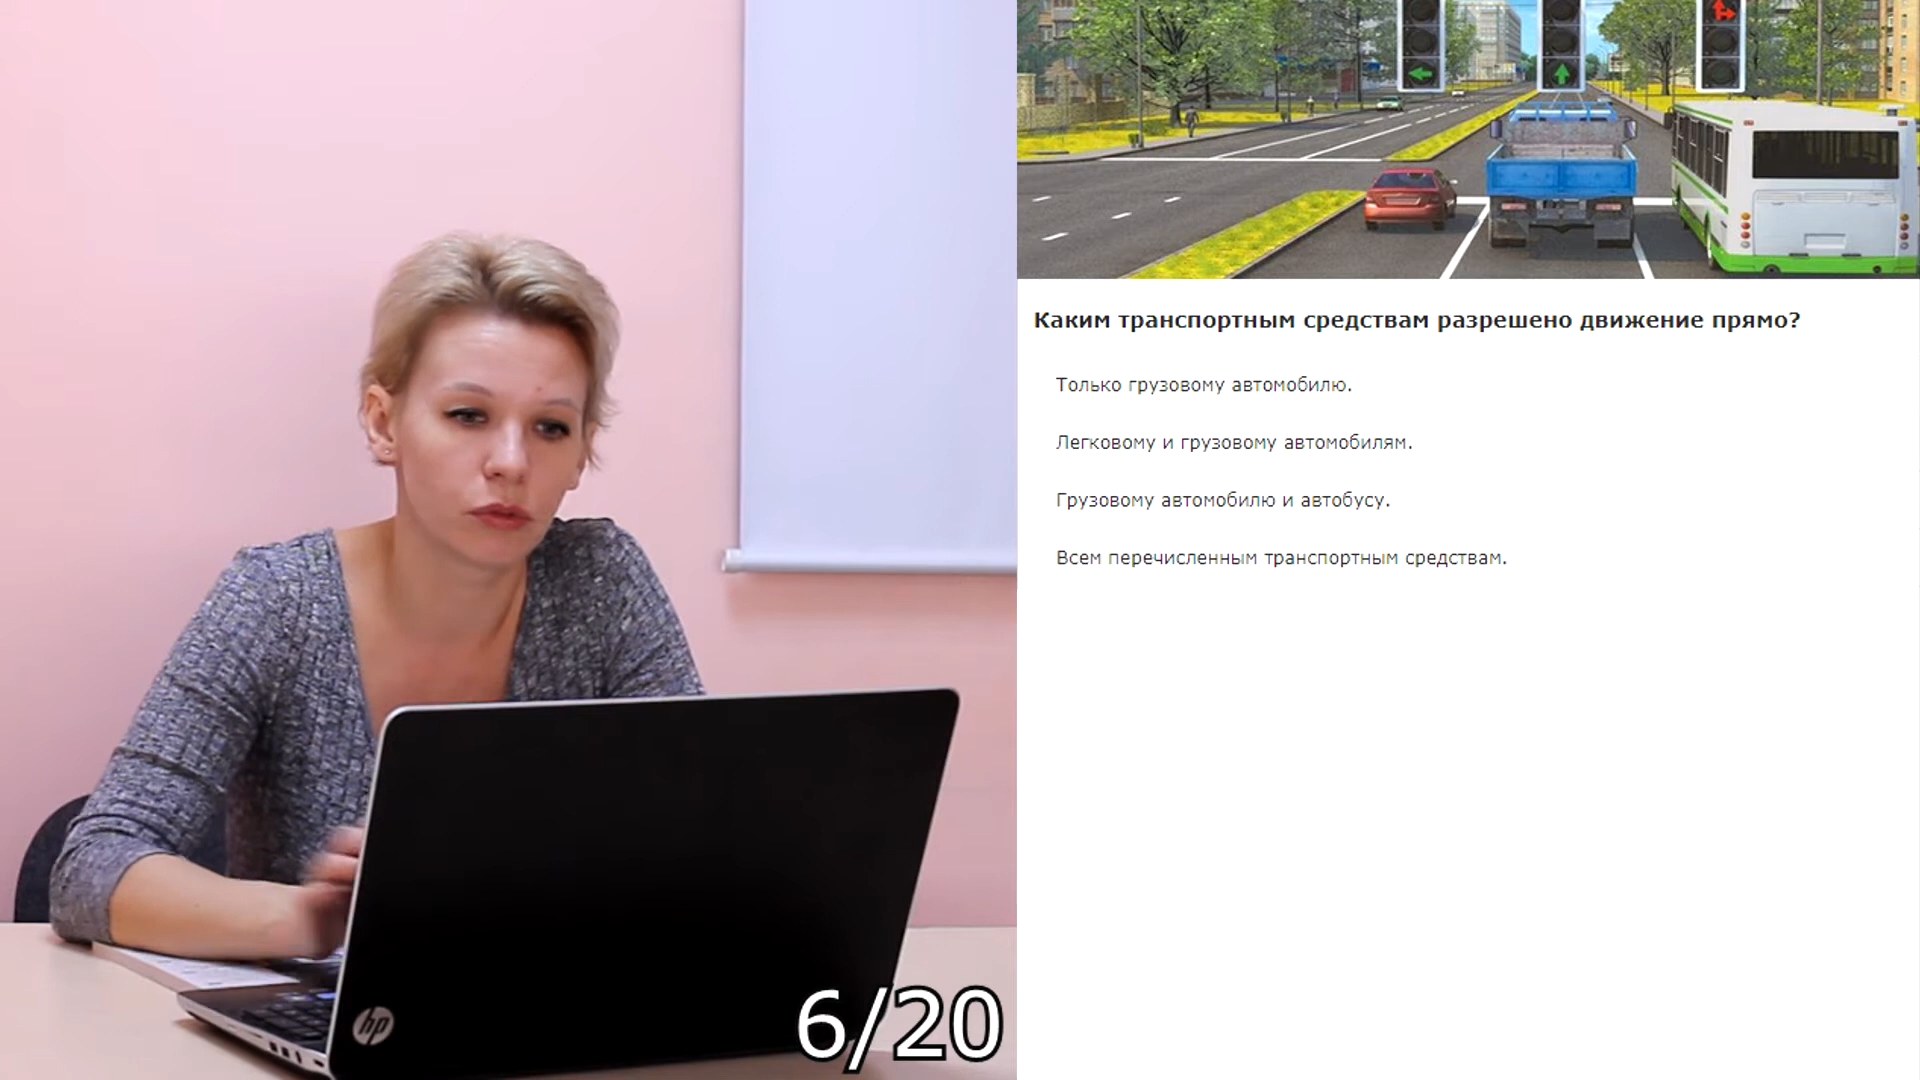 Каким транспортным средствам разрешено движение прямо?
Только грузовому автомобилю.
Легковому и грузовому автомобилям.
Грузовому автомобилю и автобусу.
Всем перечисленным транспортным средствам.
hp
6/20